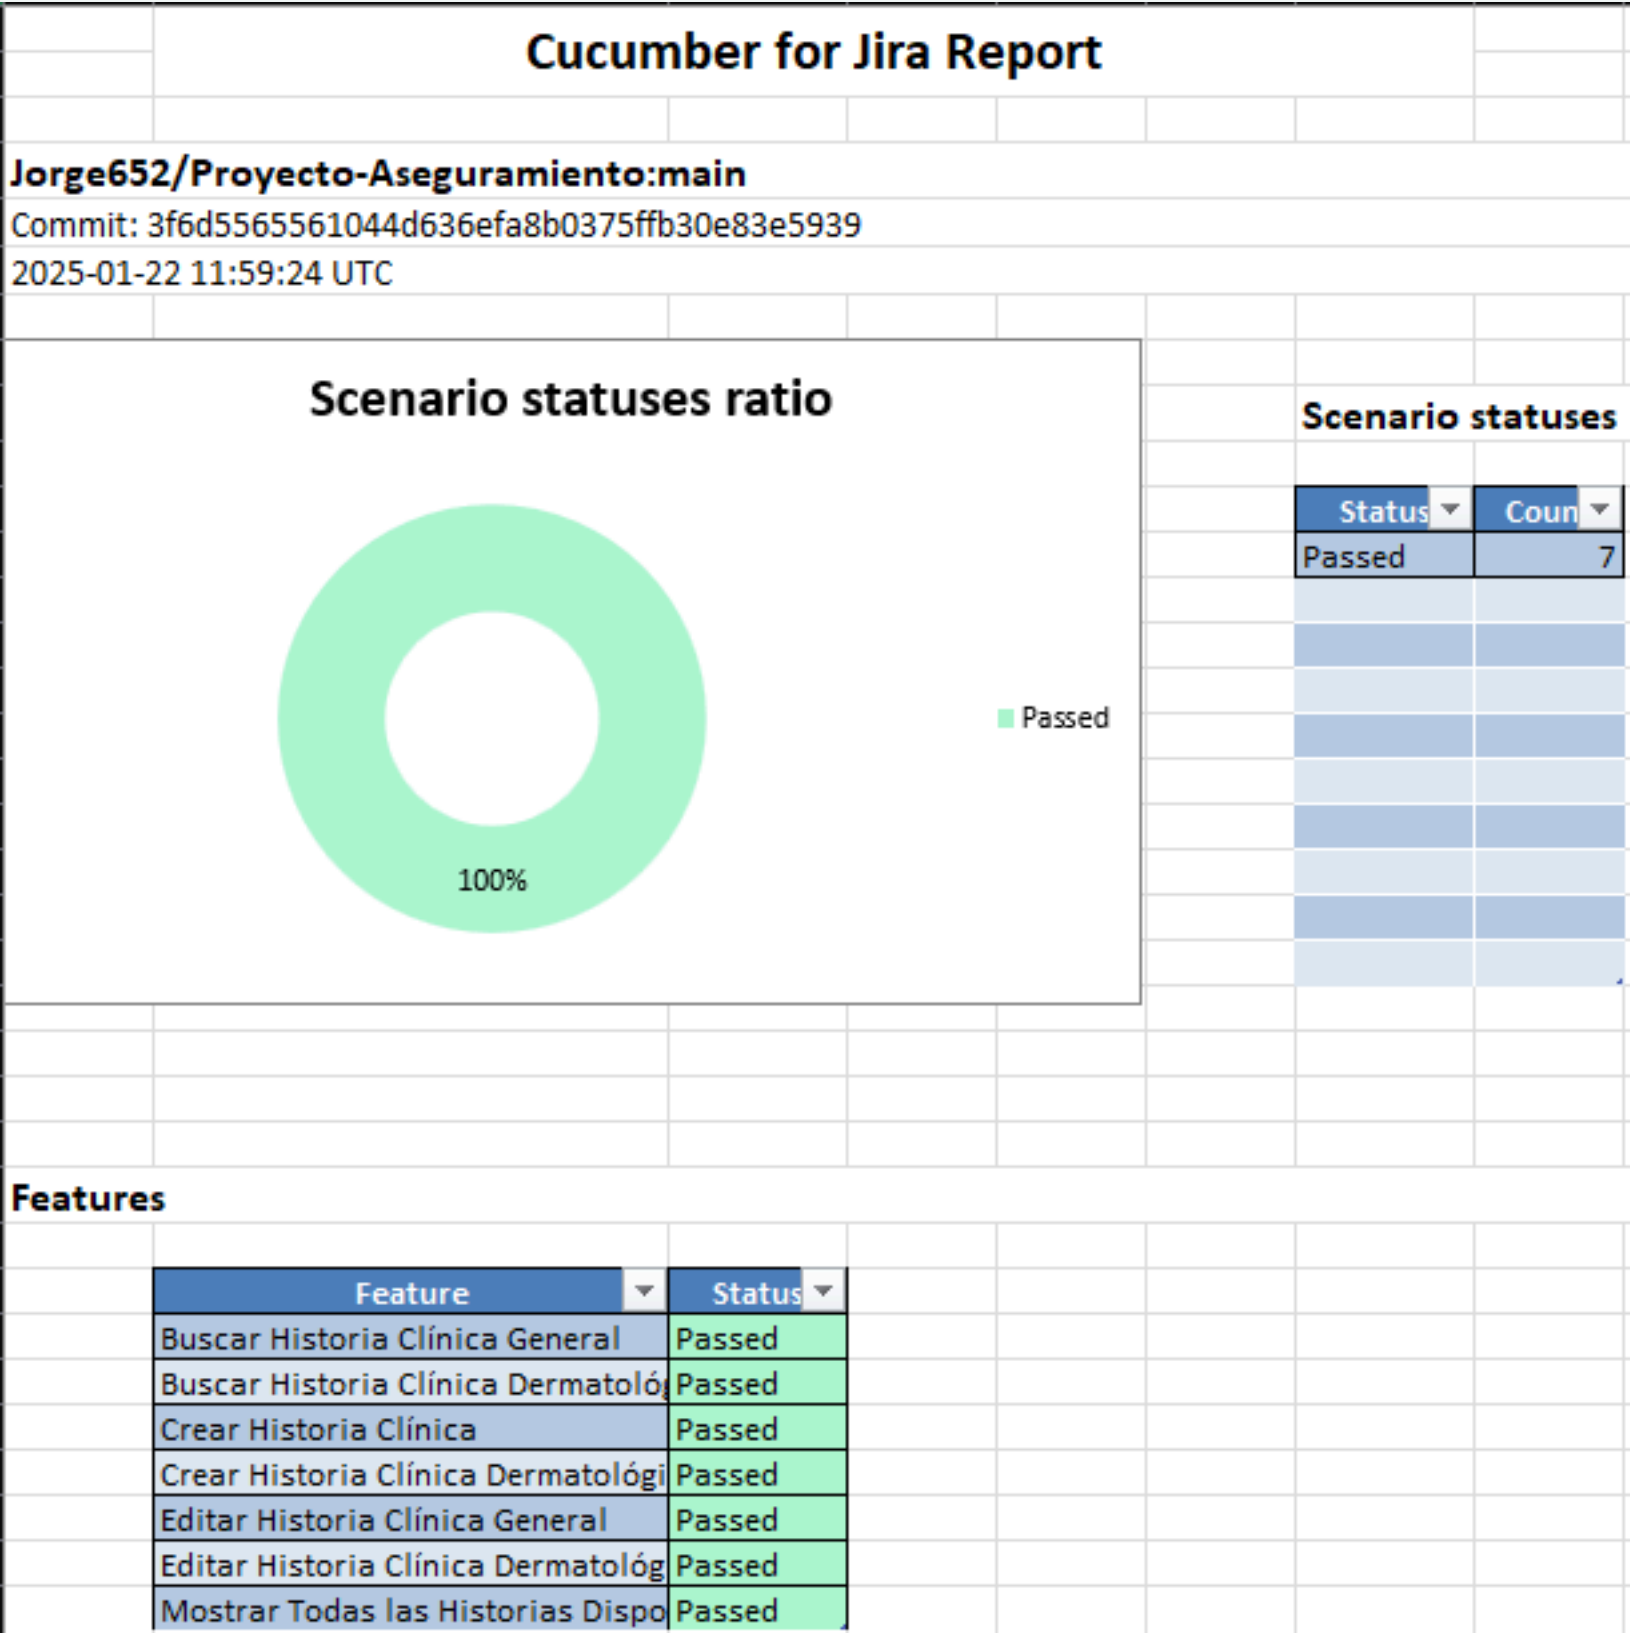 Cucumber for Jira Report
Jorge652/Proyecto-Aseguramiento:main
Commit: 3f6d5565561044d636efa8b0375ffb30e83e5939
2025-01-22 11:59:24 UTC
Scenario statuses ratio
100%
Passed
Scenario statuses
Status Coun
Passed 7
Features
Feature Status
Buscar Historia Clínica General Passed
Buscar Historia Clínica Dermatológ Passed
Crear Historia Clínica Passed
Crear Historia Clínica Dermatológi Passed
Editar Historia Clínica General Passed
Editar Historia Clínica Dermatológ Passed
Mostrar Todas las Historias Dispo Passed